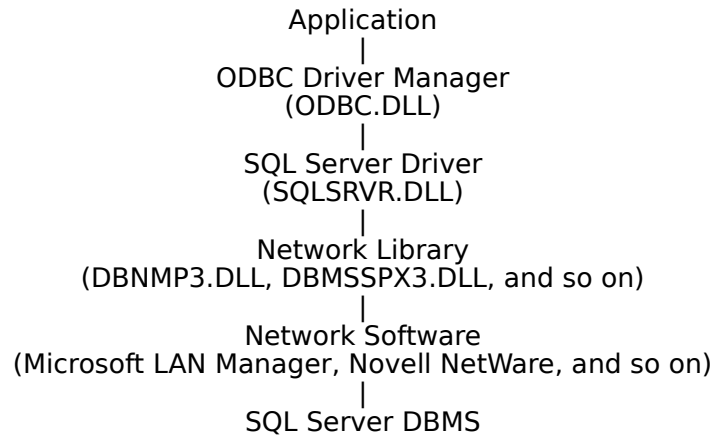 Application
|
ODBC Driver Manager
(ODBC.DLL)
|
SQL Server Driver
(SQLSRVR.DLL)
|
Network Library
(DBNMP3.DLL, DBMSSPX3.DLL, and so on)
|
Network Software
(Microsoft LAN Manager, Novell NetWare, and so on)
|
SQL Server DBMS